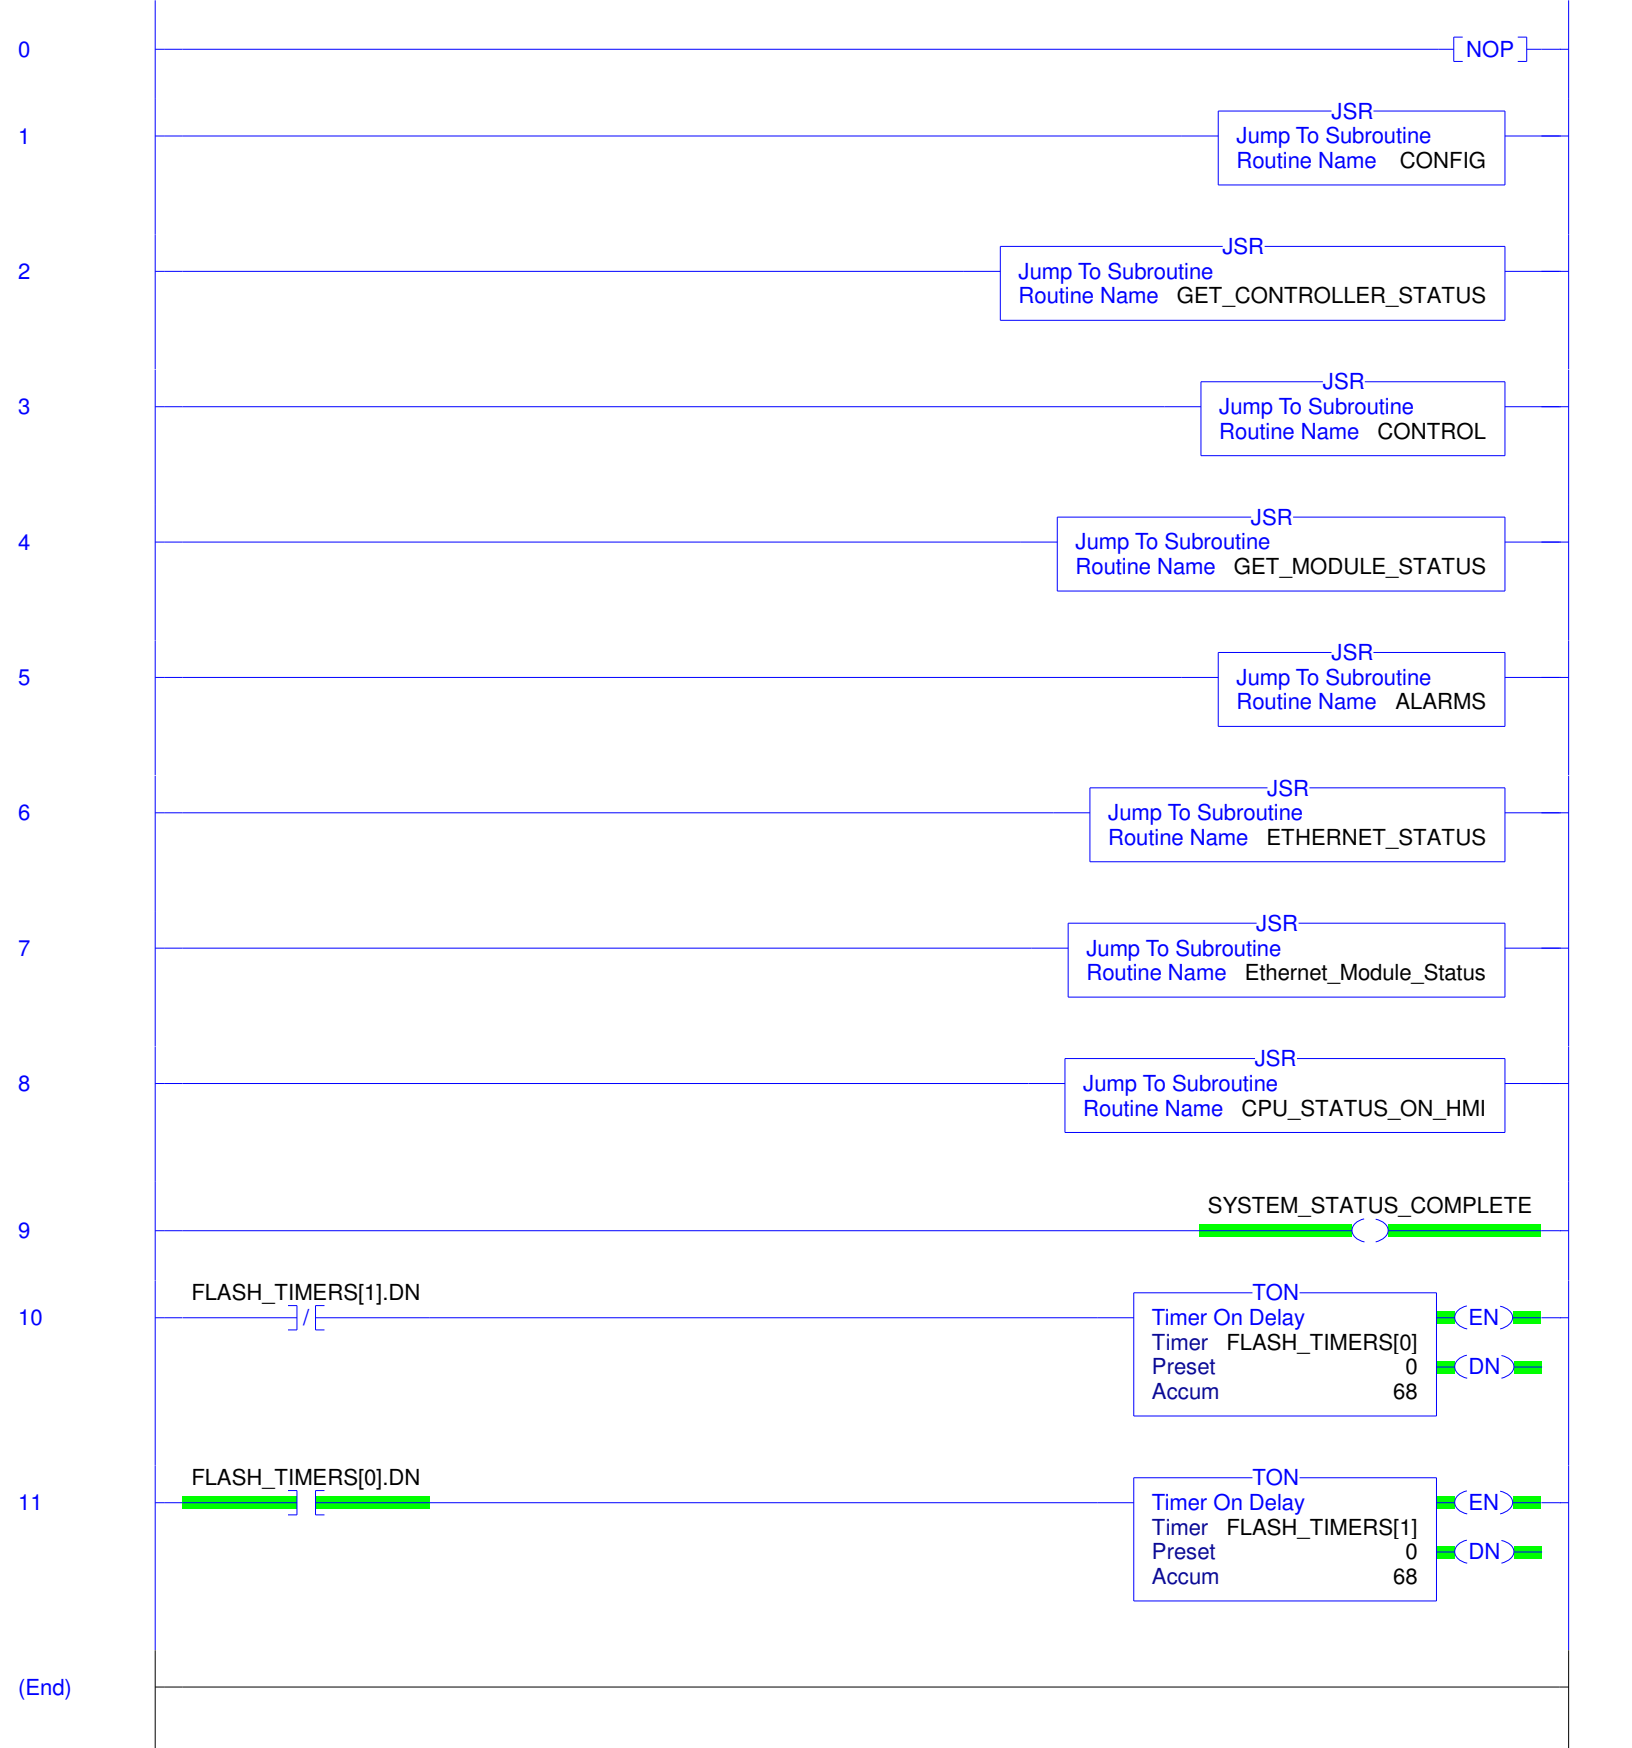 0
[NOP]
JSR
1
Jump To Subroutine
Routine Name CONFIG
JSR
2
Jump To Subroutine
Routine Name GET_CONTROLLER_STATUS
JSR
3
Jump To Subroutine
Routine Name CONTROL
JSR
4
Jump To Subroutine
Routine Name GET_MODULE_STATUS
JSR
5
Jump To Subroutine
Routine Name ALARMS
JSR
6
Jump To Subroutine
Routine Name ETHERNET_STATUS
JSR
7
Jump To Subroutine
Routine Name Ethernet_Module_Status
JSR
8
Jump To Subroutine
Routine Name CPU_STATUS_ON_HMI
SYSTEM_STATUS_COMPLETE
9
FLASH_TIMERS[1].DN
TON
10
/
Timer On Delay
EN
Timer FLASH_TIMERS[0]
Preset 0
DN
Accum 68
FLASH_TIMERS[0].DN
TON
11
Timer On Delay
EN
Timer FLASH_TIMERS[1]
Preset 0
DN
Accum 68
(End)